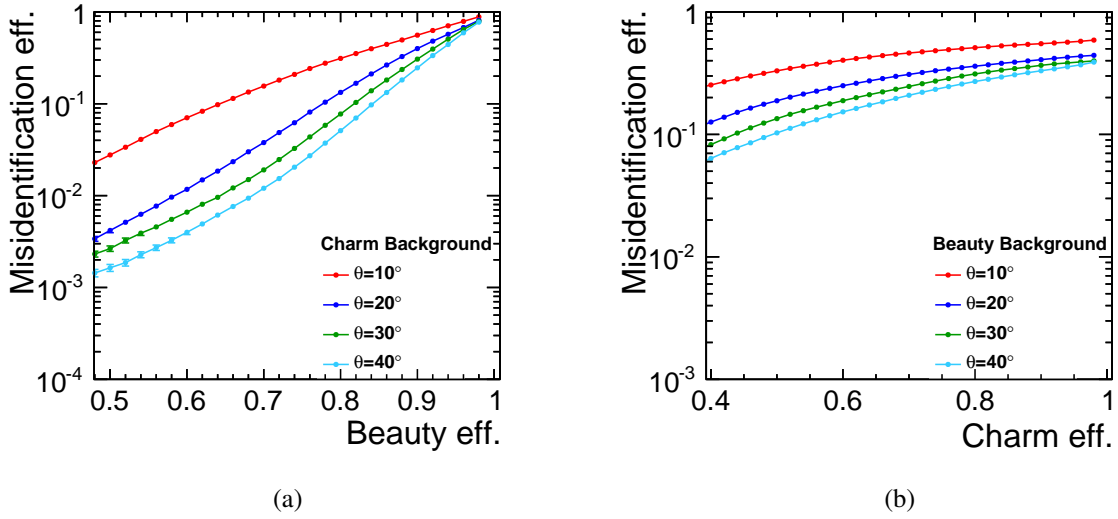 Misidentification eff.
1
10⁻¹
10⁻²
10⁻³
10⁻⁴
Charm Background
θ=10°
θ=20°
θ=30°
θ=40°
0.5 0.6 0.7 0.8 0.9 1
Beauty eff.
(a)
Misidentification eff.
1
10⁻¹
10⁻²
10⁻³
Beauty Background
θ=10°
θ=20°
θ=30°
θ=40°
0.4 0.6 0.8 1
Charm eff.
(b)